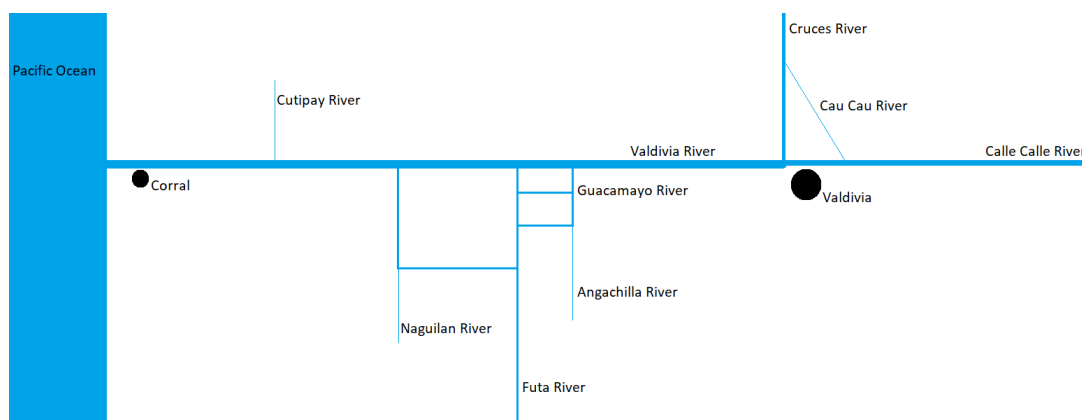 Cruces River
Pacific Ocean
Cutipay River
Cau Cau River
Valdivia River
Calle Calle River
Corral
Guacamayo River
Valdivia
Angachilla River
Naguilan River
Futa River